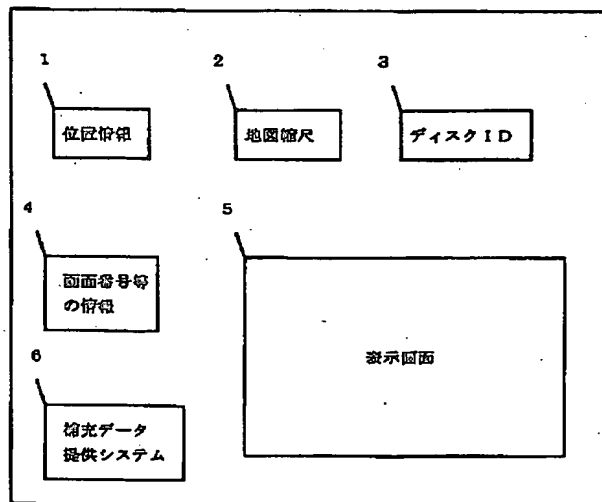 1
2
3
位置情報
地図縮尺
ディスクID
4
5
画面番号等
の情報
表示画面
6
補充データ
提供システム